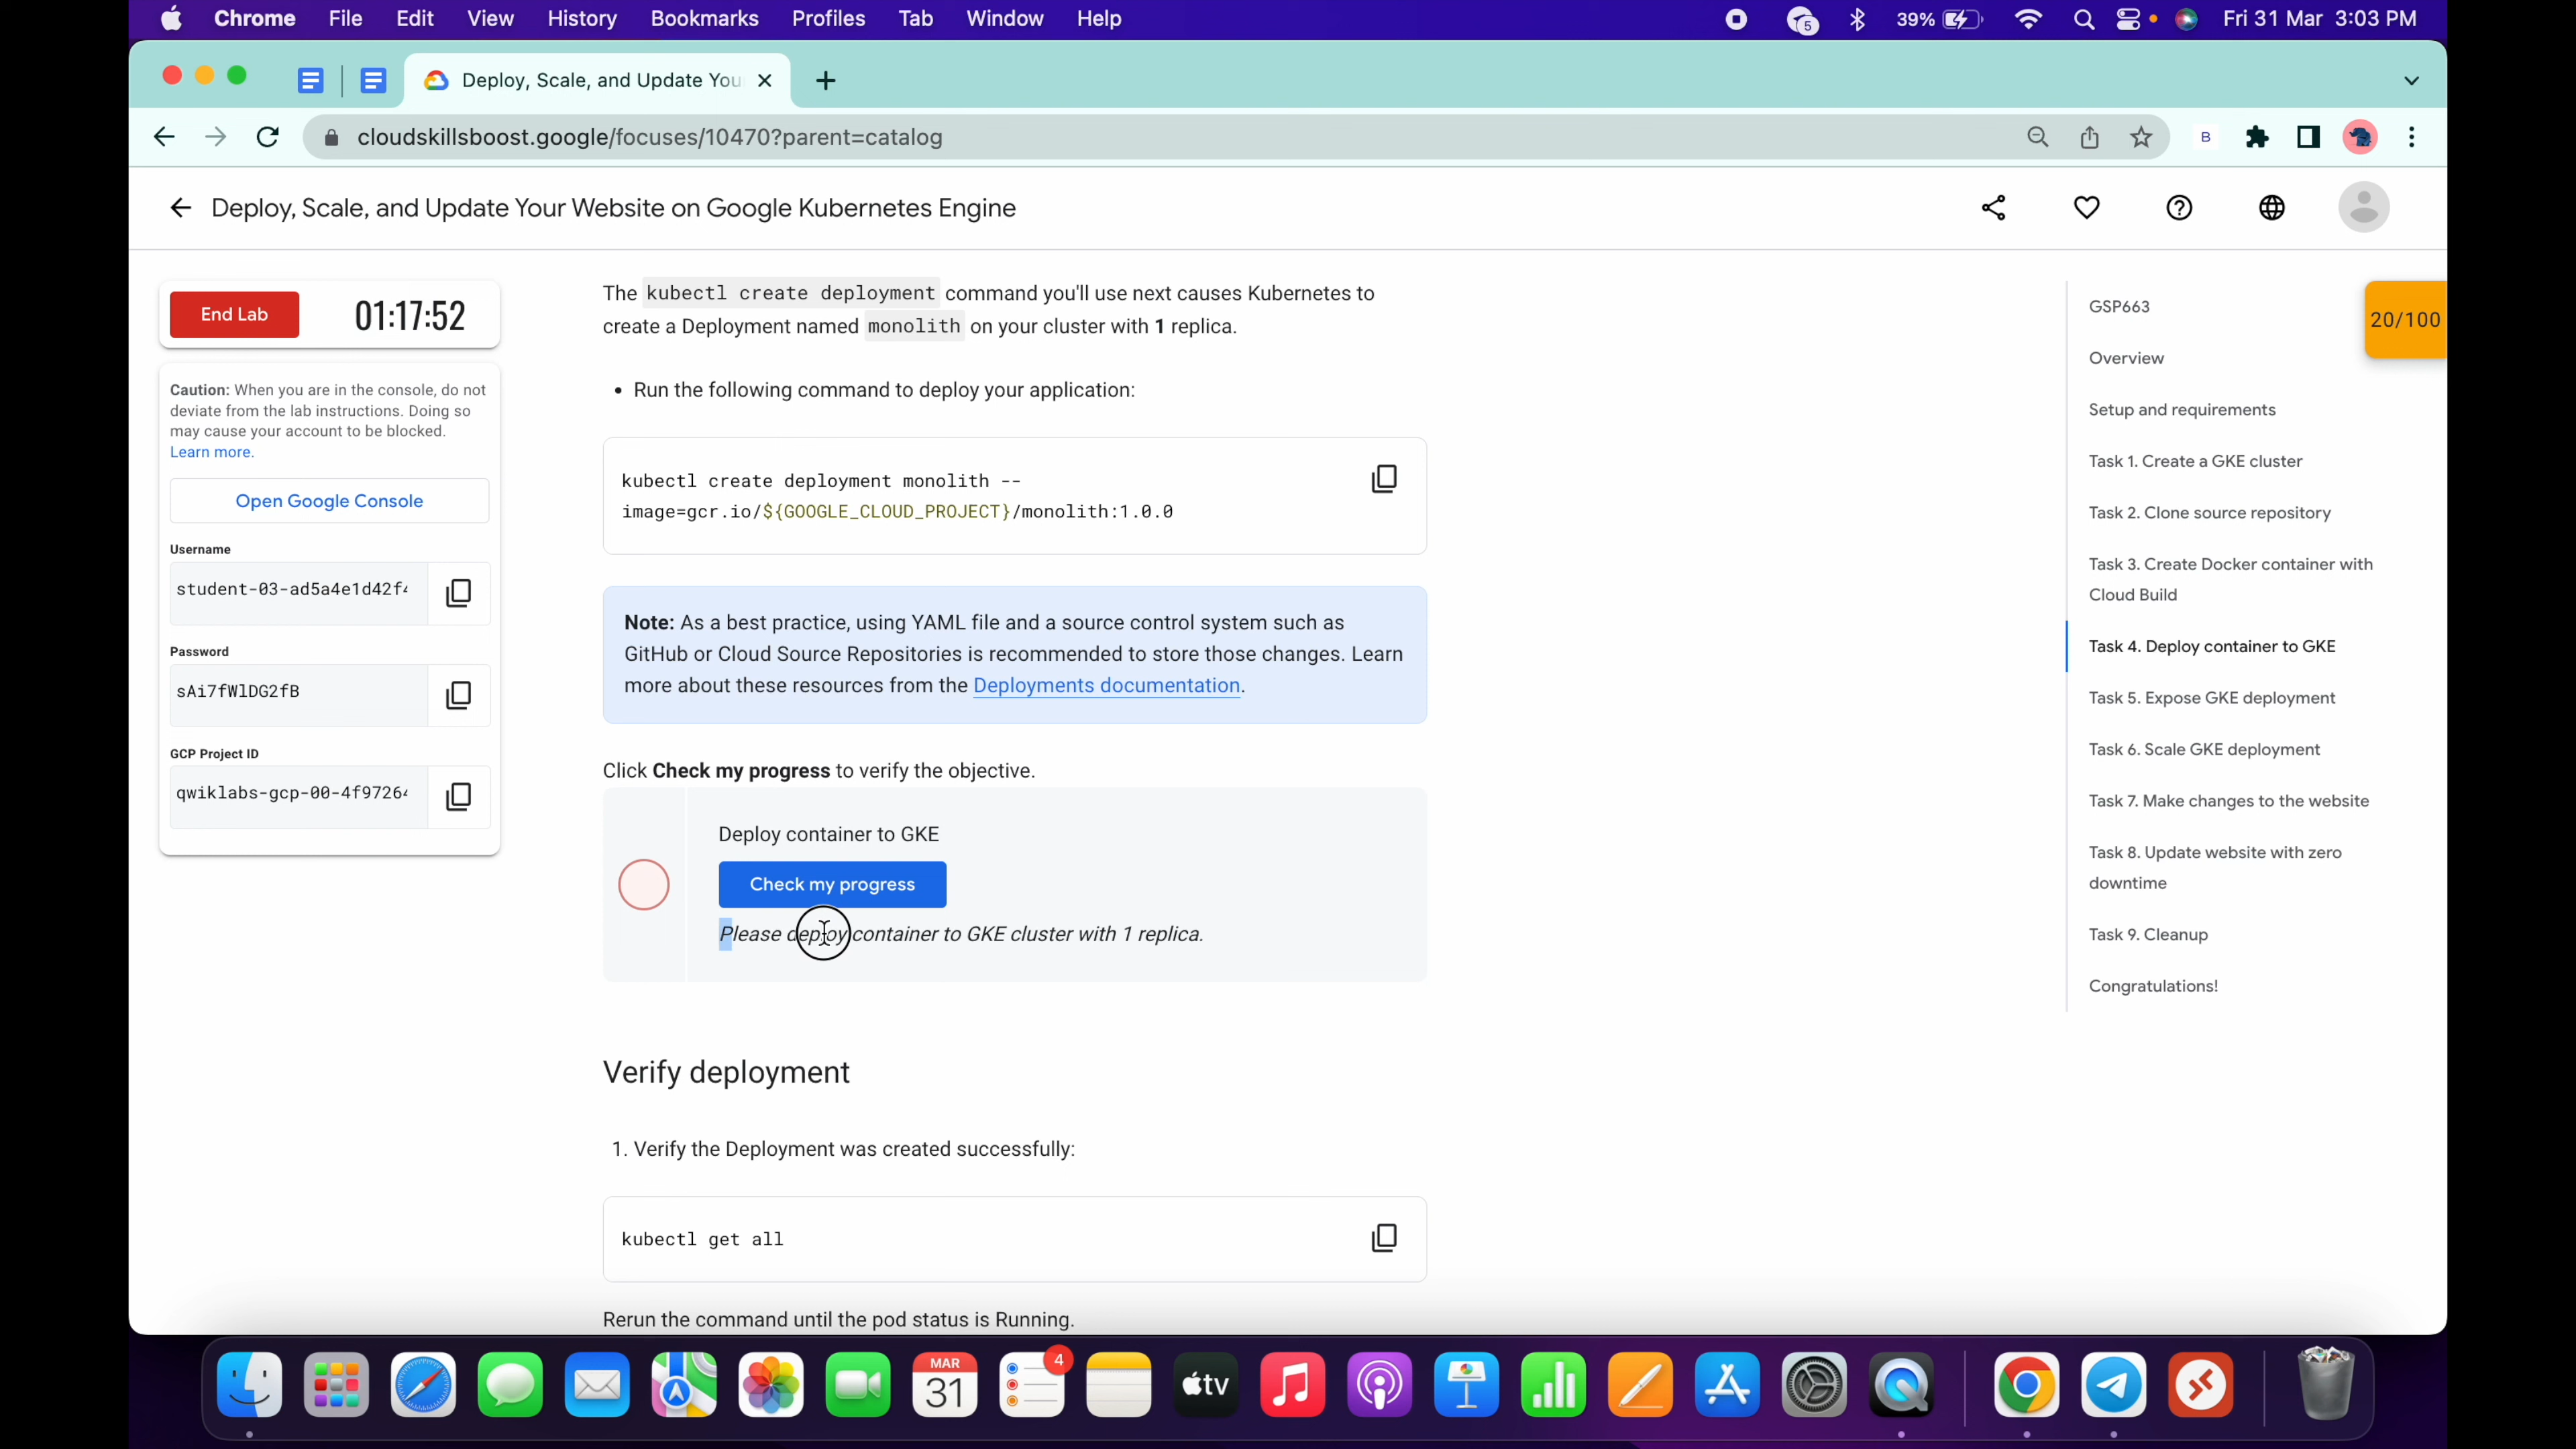 Chrome File Edit View History Bookmarks Profiles Tab Window Help
5
39%
Fri 31 Mar 3:03 PM
Deploy, Scale, and Update You
cloudskillsboost.google/focuses/10470?parent=catalog
B
Deploy, Scale, and Update Your Website on Google Kubernetes Engine
End Lab
01:17:52
Caution: When you are in the console, do not
deviate from the lab instructions. Doing so
may cause your account to be blocked.
Learn more.
Open Google Console
Username
student-03-ad5a4e1d42f
Password
sAi7fWlDG2fB
GCP Project ID
qwiklabs-gcp-00-4f9726
The kubectl create deployment command you'll use next causes Kubernetes to
create a Deployment named monolith on your cluster with 1 replica.
• Run the following command to deploy your application:
kubectl create deployment monolith --
image=gcr.io/${GOOGLE_CLOUD_PROJECT}/monolith:1.0.0
Note: As a best practice, using YAML file and a source control system such as
GitHub or Cloud Source Repositories is recommended to store those changes. Learn
more about these resources from the Deployments documentation.
Click Check my progress to verify the objective.
Deploy container to GKE
Check my progress
Please deploy container to GKE cluster with 1 replica.
Verify deployment
1. Verify the Deployment was created successfully:
kubectl get all
Rerun the command until the pod status is Running.
GSP663
20/100
Overview
Setup and requirements
Task 1. Create a GKE cluster
Task 2. Clone source repository
Task 3. Create Docker container with
Cloud Build
Task 4. Deploy container to GKE
Task 5. Expose GKE deployment
Task 6. Scale GKE deployment
Task 7. Make changes to the website
Task 8. Update website with zero
downtime
Task 9. Cleanup
Congratulations!
MAR
31
4
tv